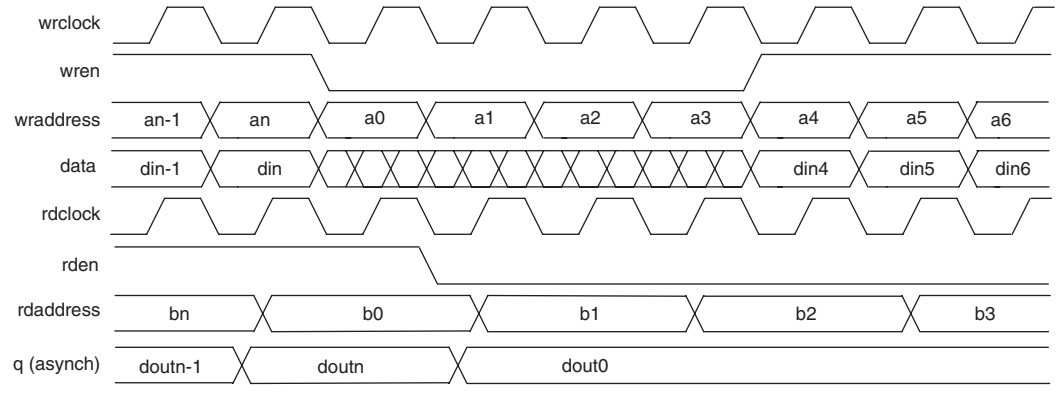 wrclock
wren
wraddress an-1 an a0 a1 a2 a3 a4 a5 a6
data din-1 din din4 din5 din6
rdclock
rden
rdaddress bn b0 b1 b2 b3
q (asynch) doutn-1 doutn dout0